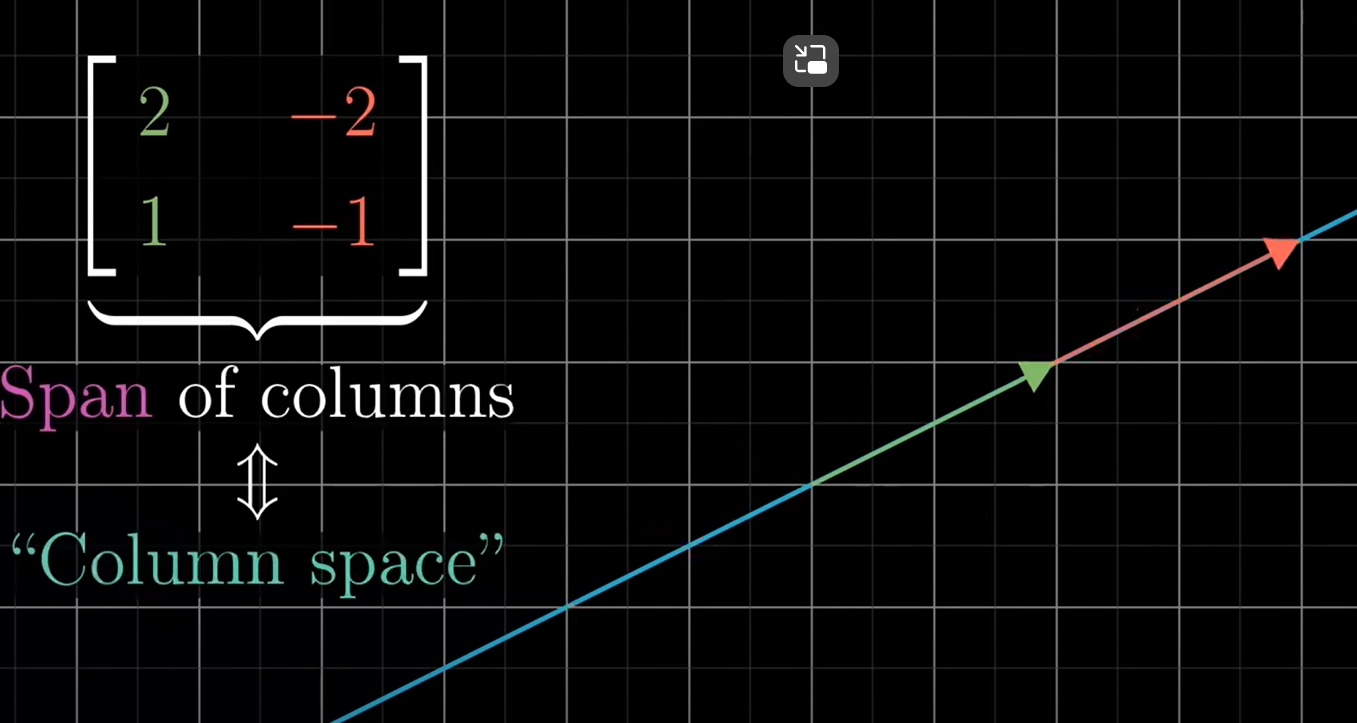 2 −2
1 −1
Span of columns
⇕
“Column space”